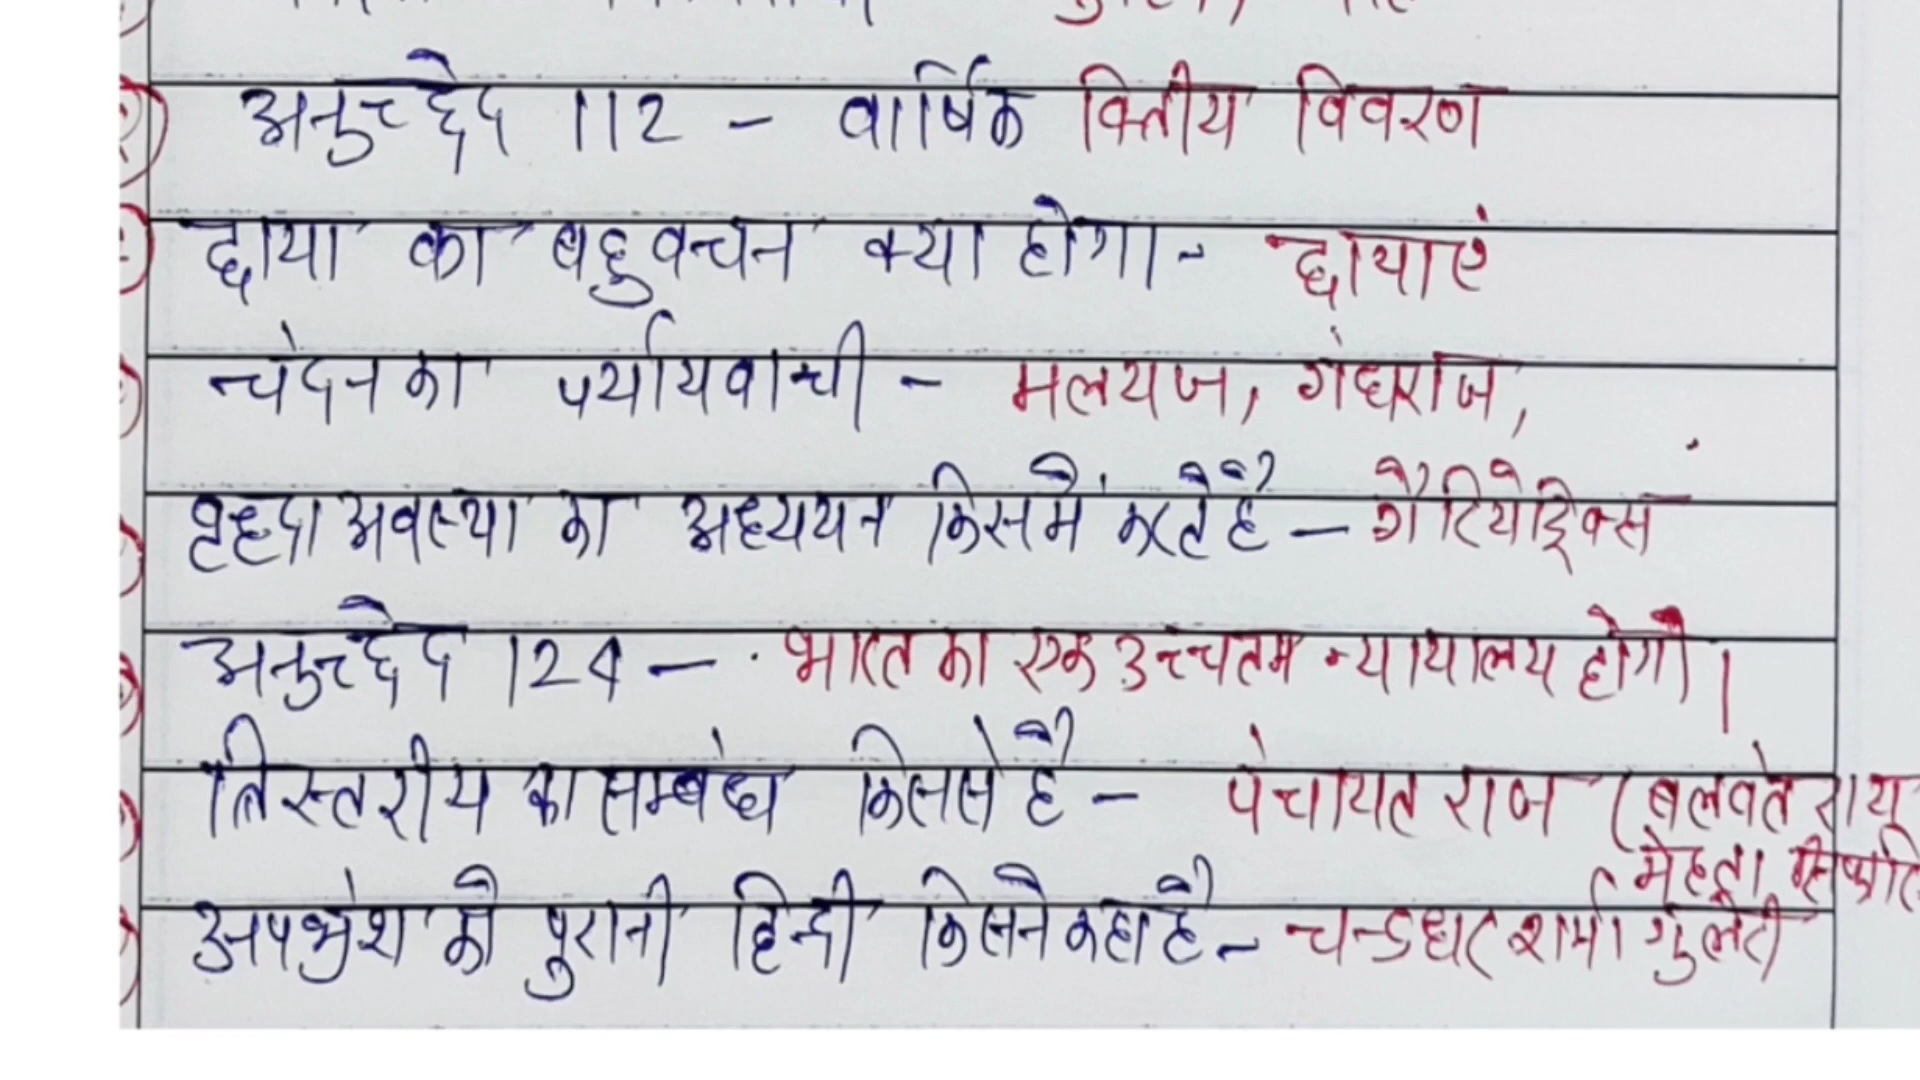 अनुच्छेद 112 - वार्षिक वित्तीय विवरण
छाया का बहुवचन क्या होगा - छायाएं
चंदन का पर्यायवाची - मलयज, गंधराज,
वृद्धा अवस्था का अध्ययन किसमें करते है -
अनुच्छेद 124 - भारत का एक उच्चतम न्यायालय होगा।
त्रिस्तरीय का सम्बंध किससे है - पंचायत राज (बलवंत राय
मेहता
अपभ्रंश को पुरानी हिन्दी किसने कहा है - चन्द्रधर शर्मा गुलेरी